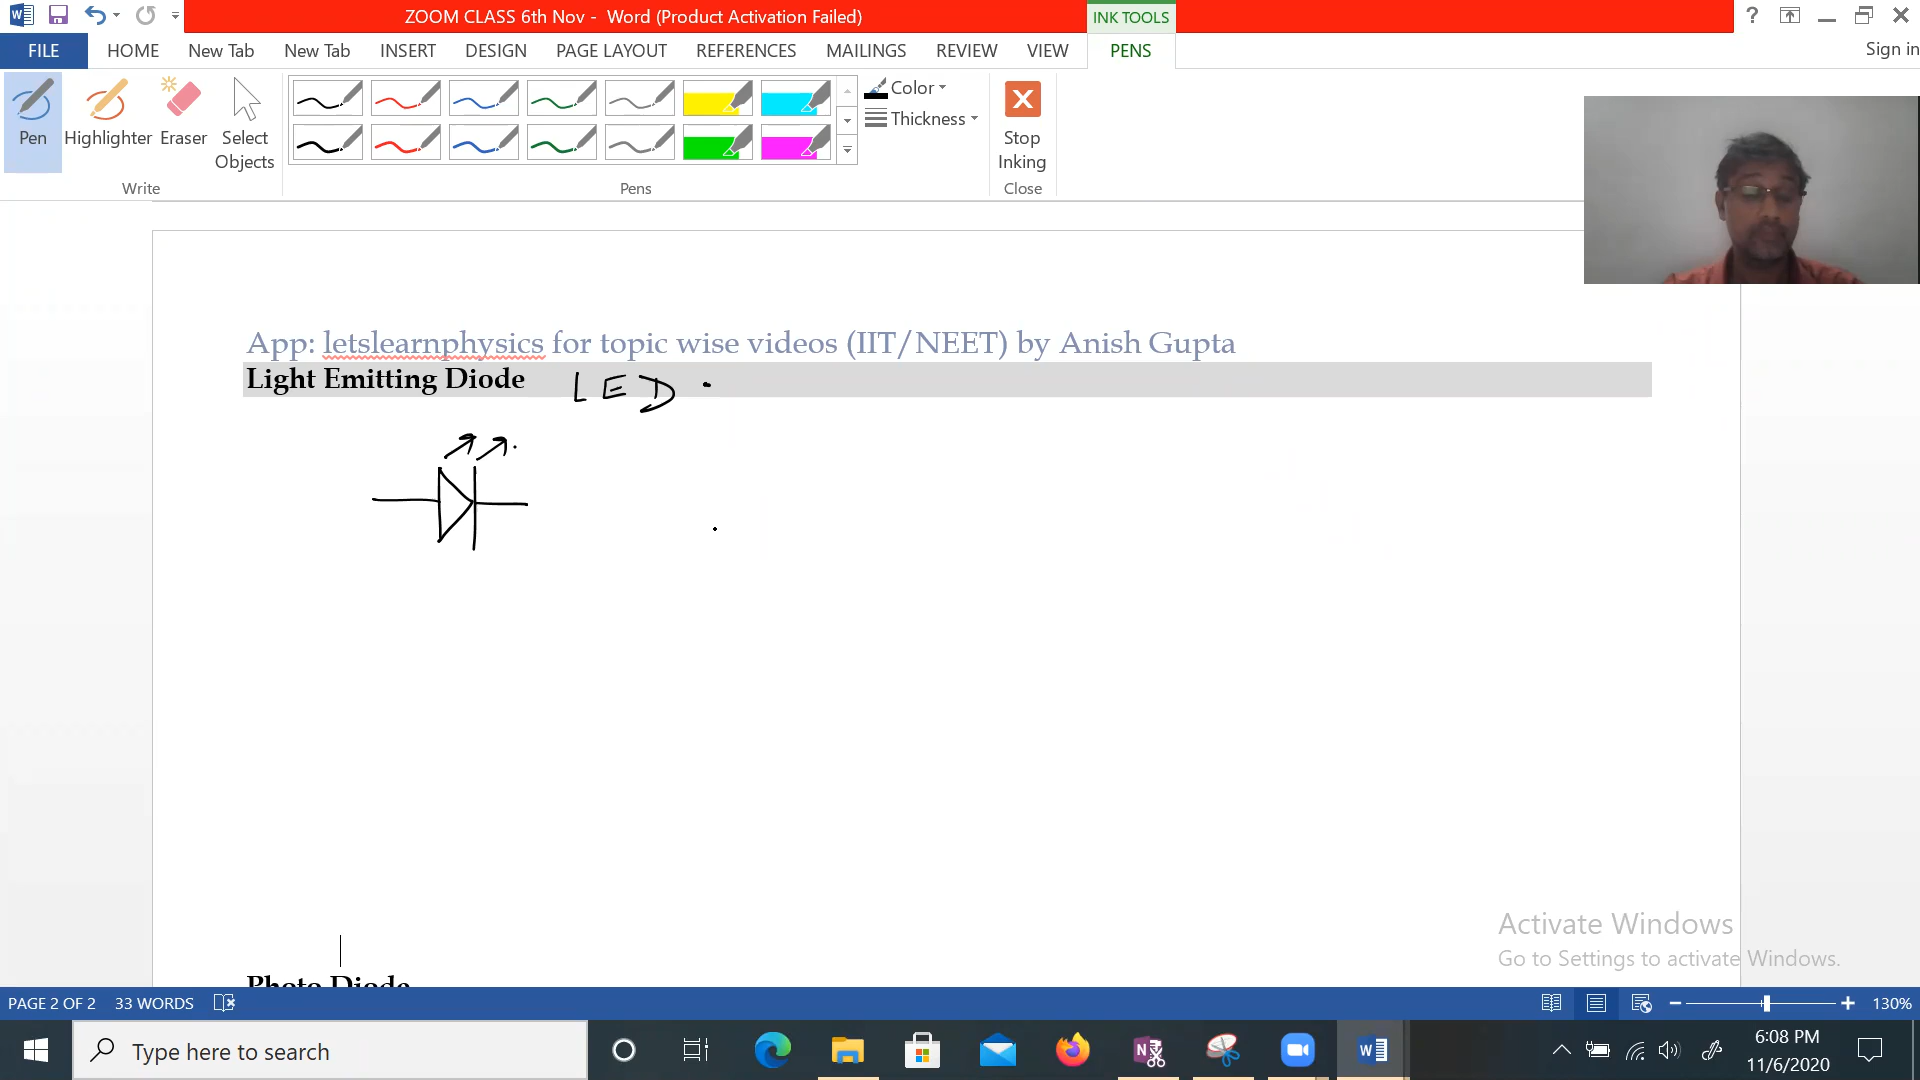 ZOOM CLASS 6th Nov - Word (Product Activation Failed)
INK TOOLS
?
FILE HOME New Tab New Tab INSERT DESIGN PAGE LAYOUT REFERENCES MAILINGS REVIEW VIEW PENS Sign in
Pen Highlighter Eraser Select Objects
Color
Thickness
Stop Inking
Write Pens Close
App: letslearnphysics for topic wise videos (IIT/NEET) by Anish Gupta
Light Emitting Diode LED
Activate Windows
Go to Settings to activate Windows.
Photo Diode
PAGE 2 OF 2 33 WORDS 130%
Type here to search
6:08 PM
11/6/2020